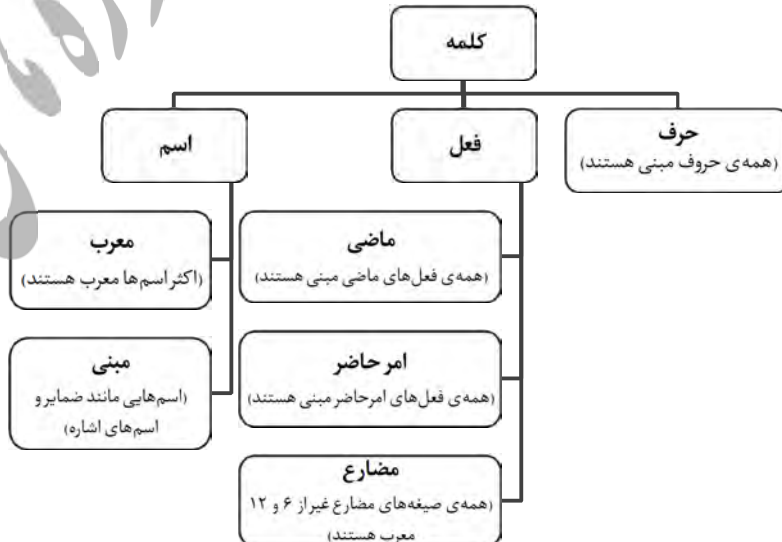 کلمه
حرف
(همه‌ی حروف مبنی هستند)
فعل
اسم
ماضی
(همه‌ی فعل‌های ماضی مبنی هستند)
امر حاضر
(همه‌ی فعل‌های امرحاضر مبنی هستند)
مضارع
(همه‌ی صیغه‌های مضارع غیر از ۶ و ۱۲
معرب هستند)
معرب
(اکثر اسم‌ها معرب هستند)
مبنی
(اسم‌هایی مانند ضمایر و
اسم‌های اشاره)